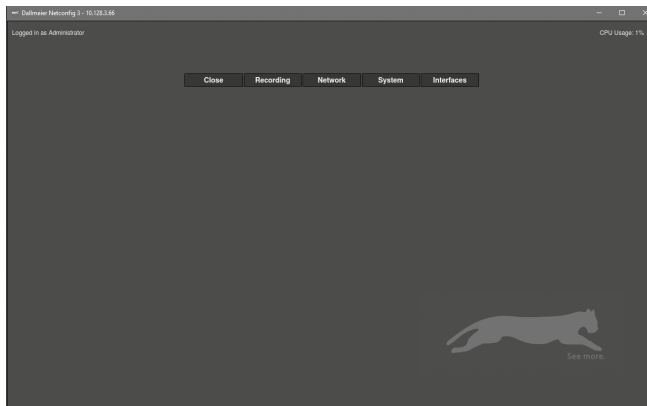 Dallmeier Netconfig 3 - 10.128.3.66
Logged in as Administrator
CPU Usage: 1%
Close Recording Network System Interfaces
See more.